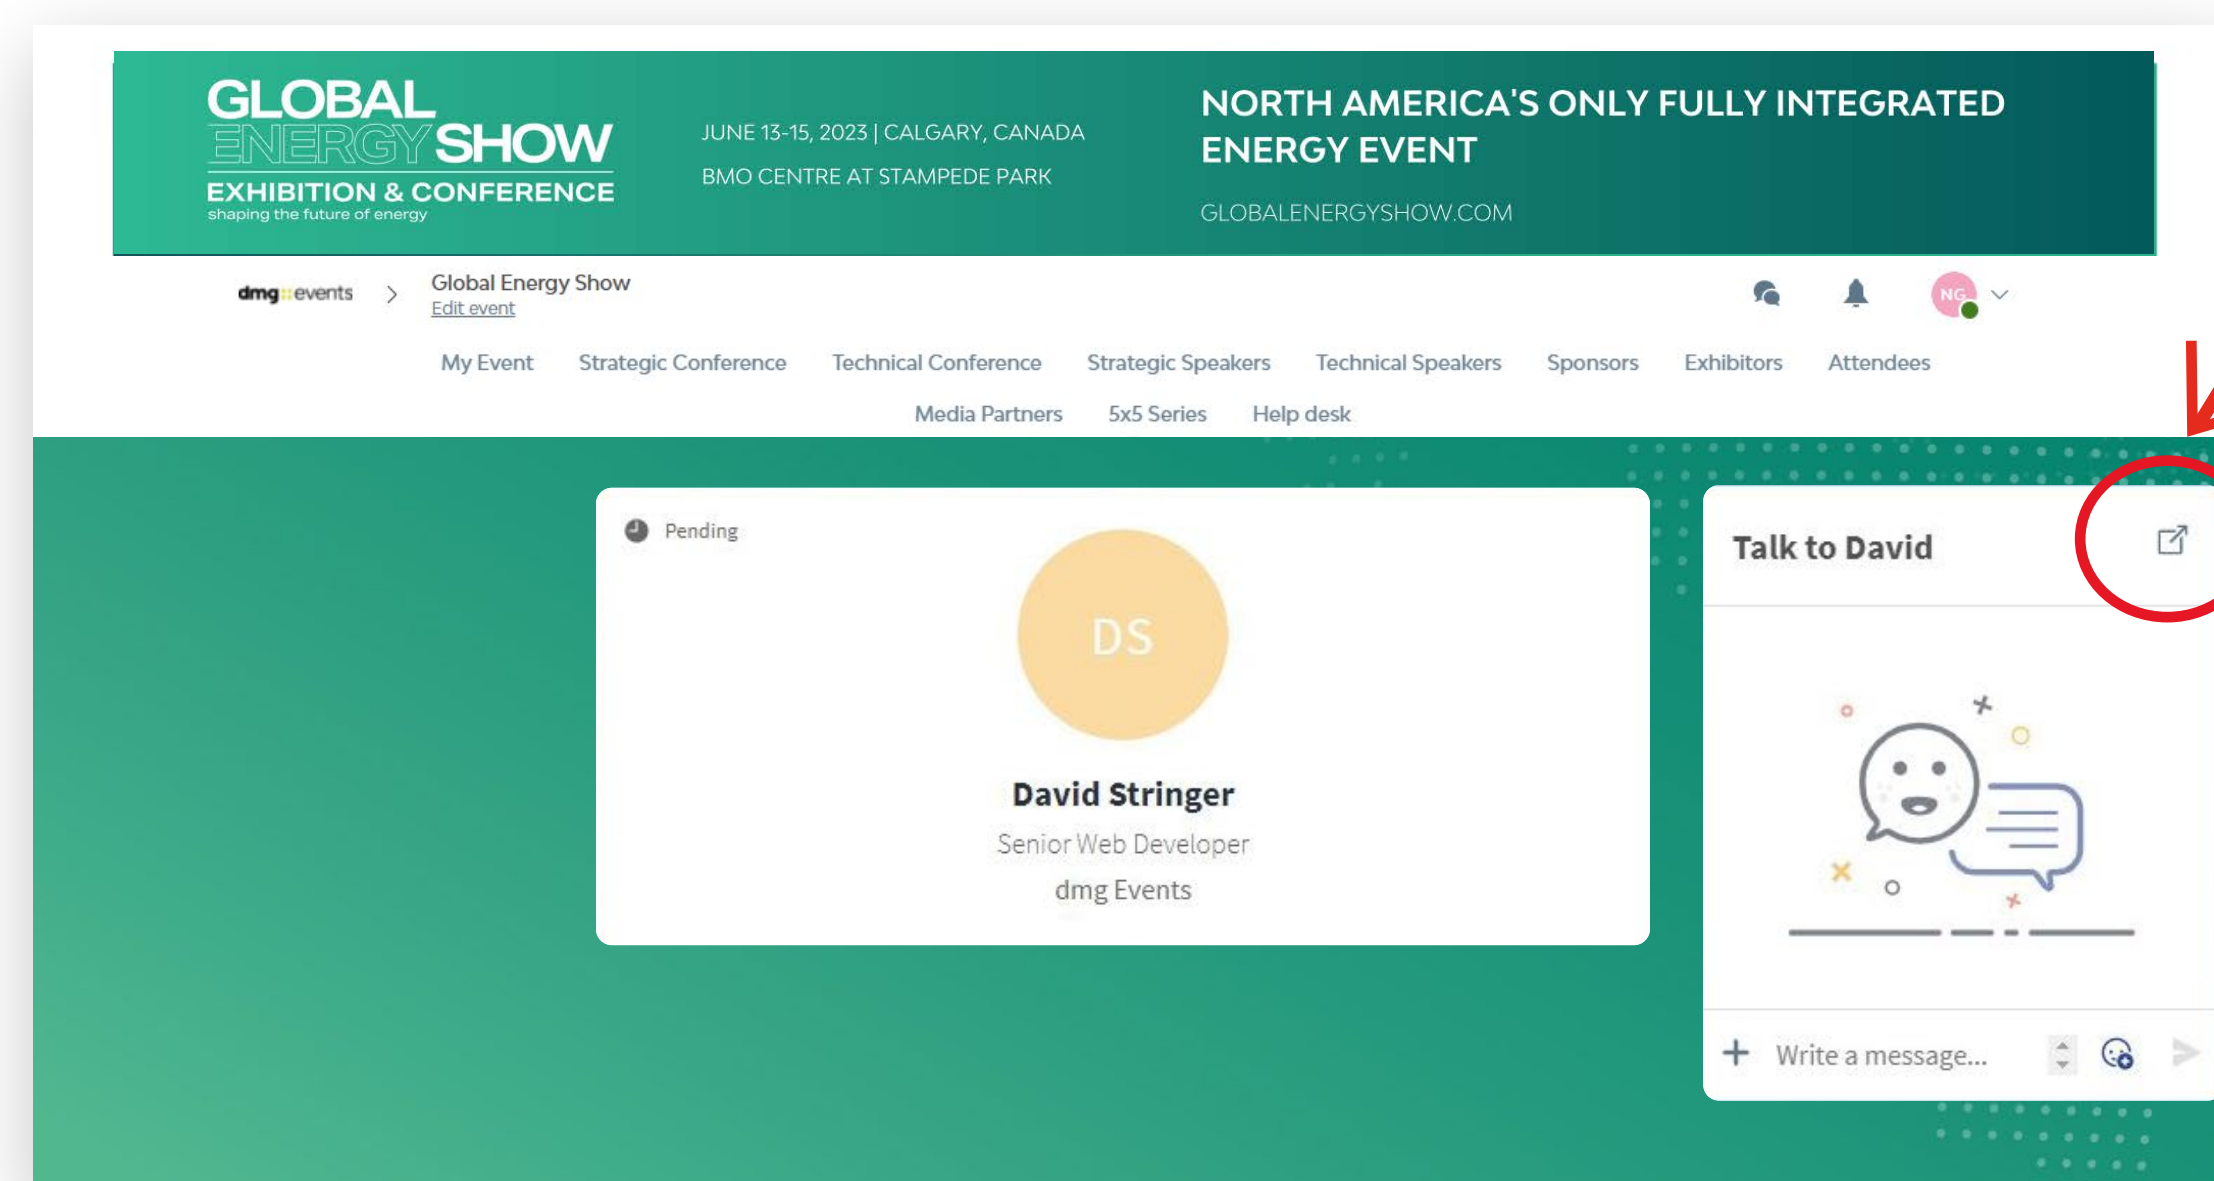 GLOBAL
ENERGY SHOW
EXHIBITION & CONFERENCE
shaping the future of energy
JUNE 13-15, 2023 | CALGARY, CANADA
BMO CENTRE AT STAMPEDE PARK
NORTH AMERICA'S ONLY FULLY INTEGRATED
ENERGY EVENT
GLOBALENERGYSHOW.COM
dmg::events
Global Energy Show
Edit event
NG
My Event Strategic Conference Technical Conference Strategic Speakers Technical Speakers Sponsors Exhibitors Attendees
Media Partners 5x5 Series Help desk
Pending
DS
David Stringer
Senior Web Developer
dmg Events
Talk to David
Write a message...